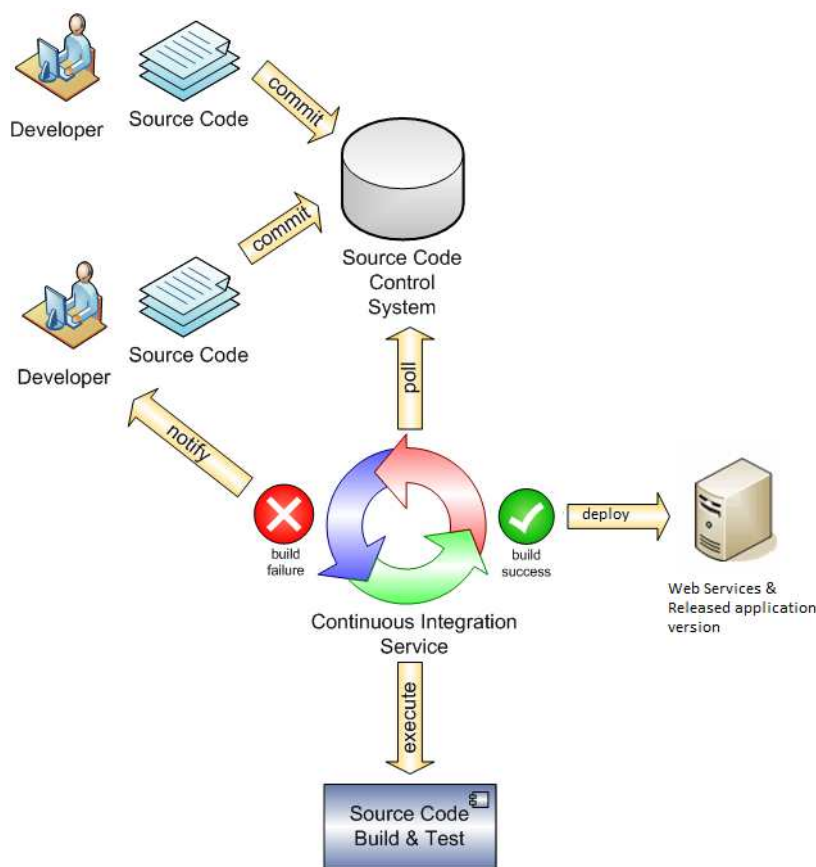 commit
Developer
Source Code
commit
Source Code
Control
System
Developer
Source Code
poll
notify
build
failure
build
success
deploy
Web Services &
Released application
version
Continuous Integration
Service
execute
Source Code
Build & Test